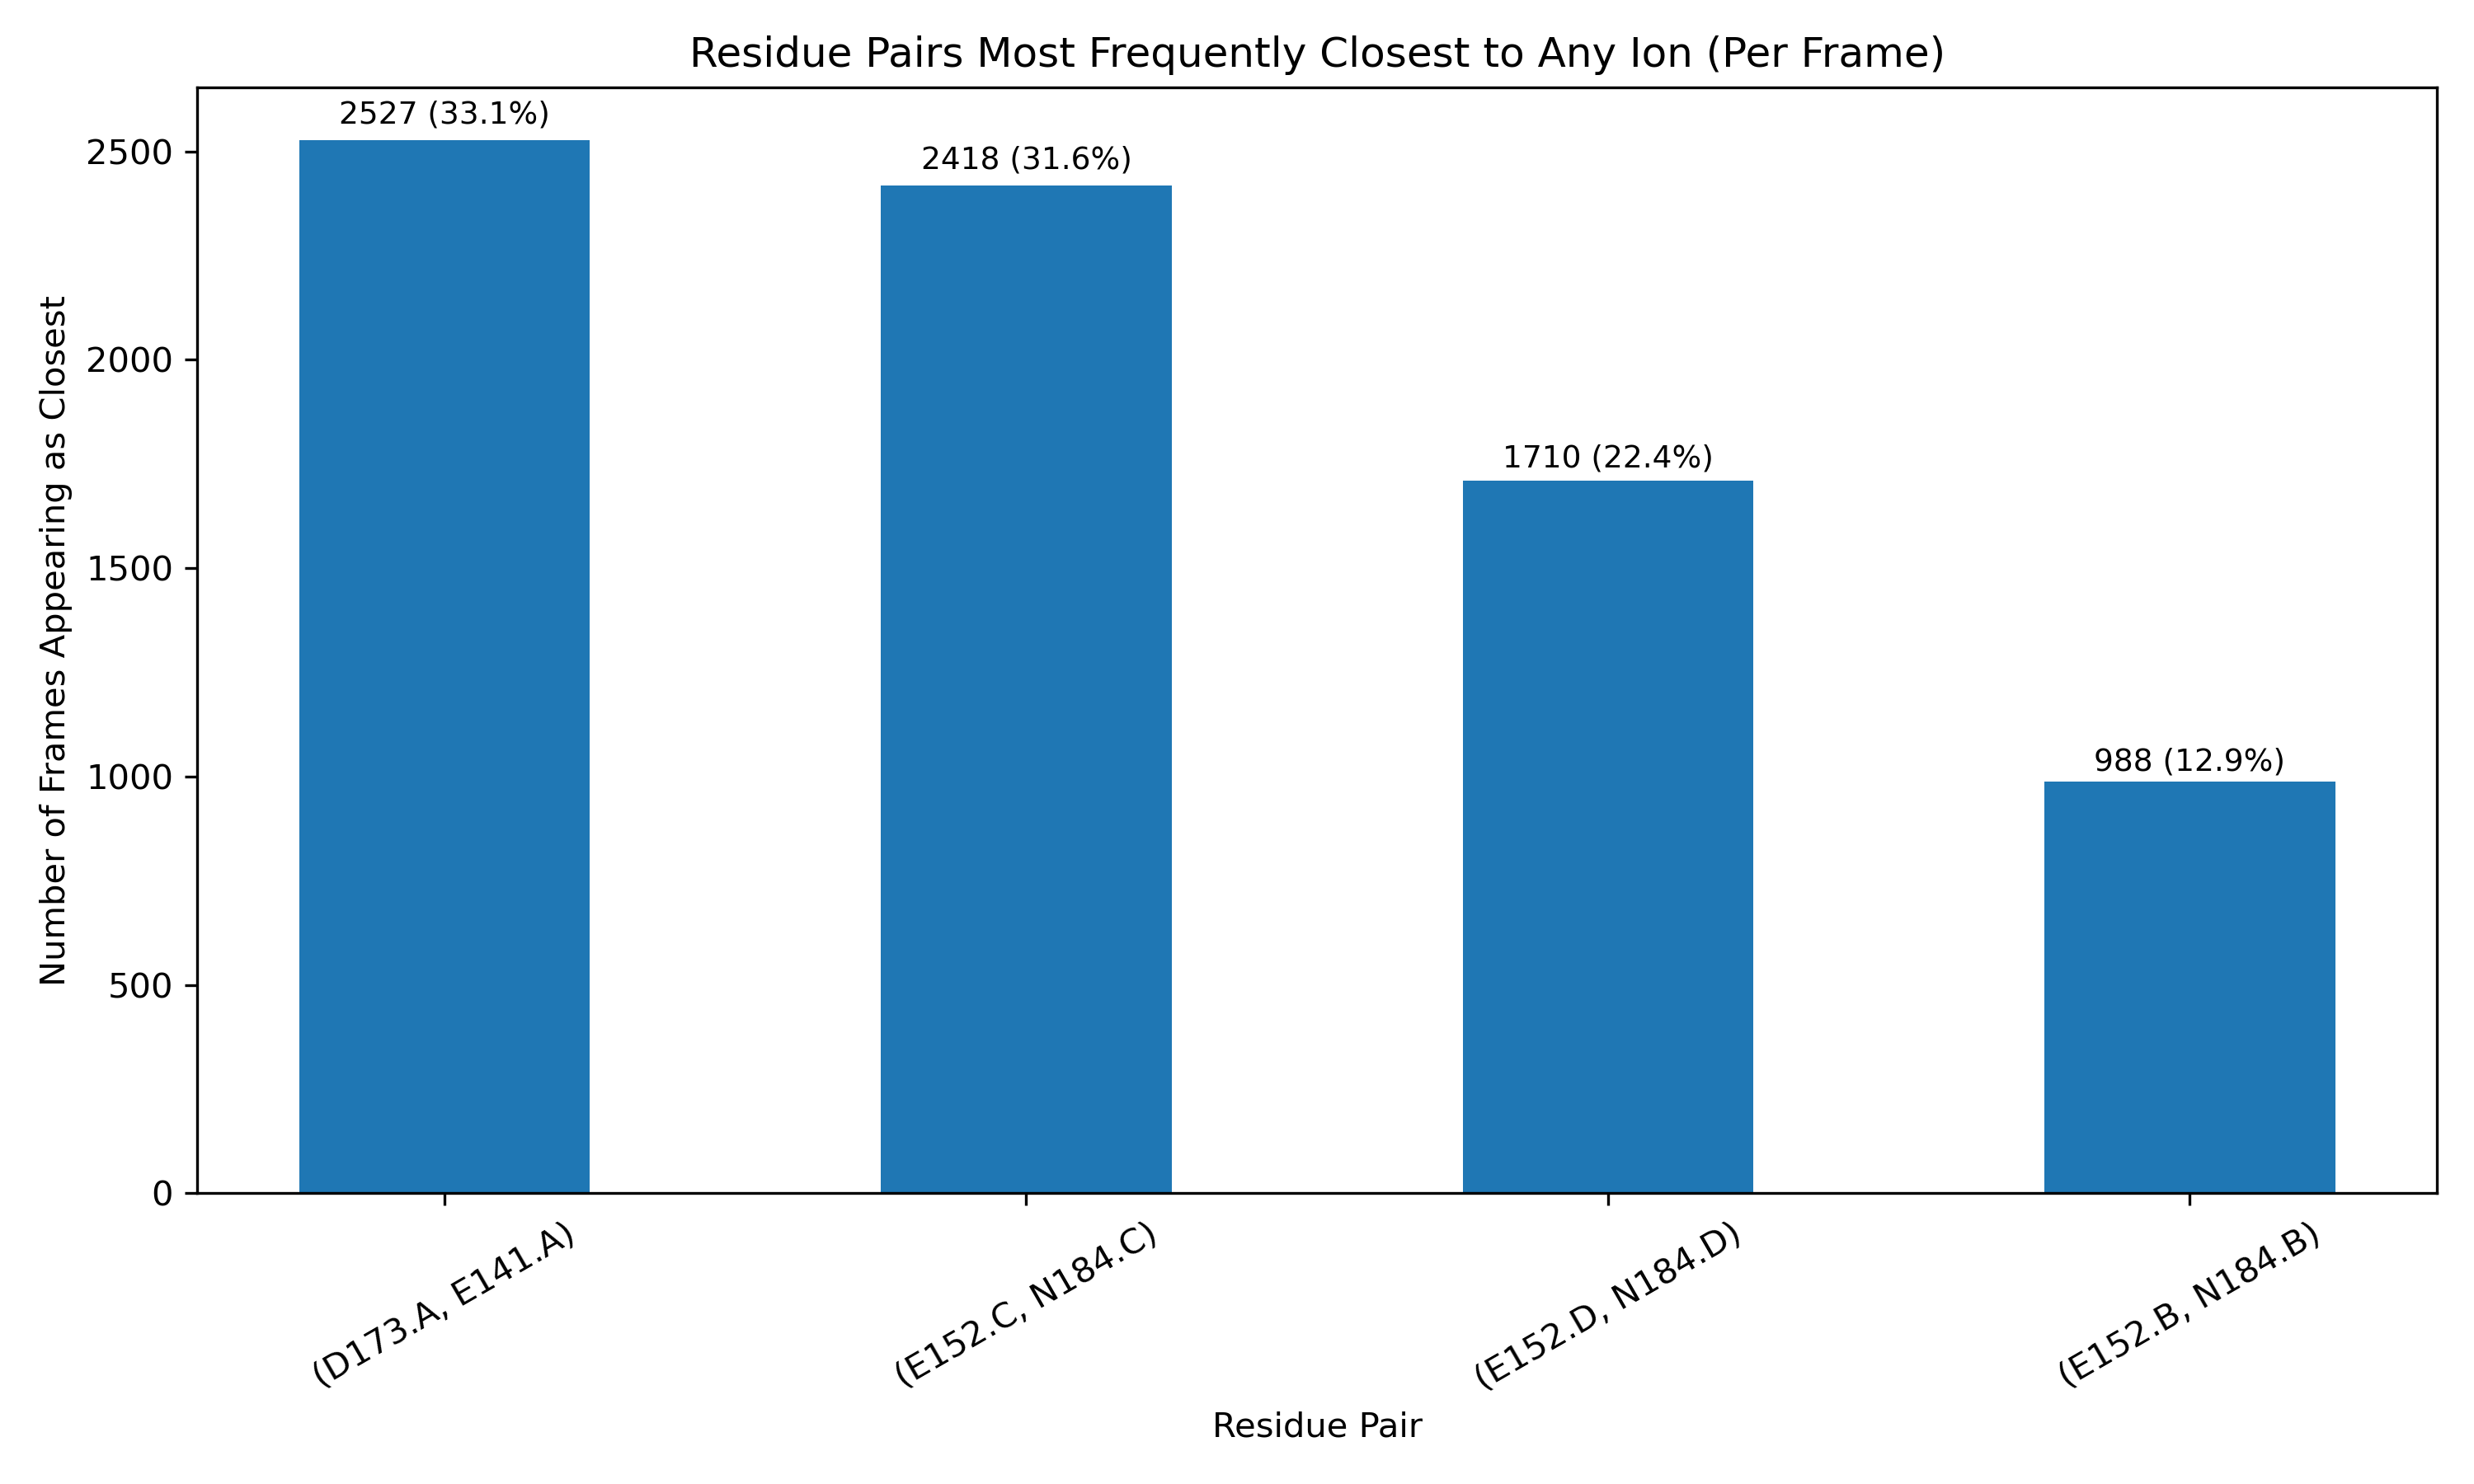 Residue Pairs Most Frequently Closest to Any Ion (Per Frame)
2527 (33.1%)
2418 (31.6%)
1710 (22.4%)
988 (12.9%)
Number of Frames Appearing as Closest
2500
2000
1500
1000
500
0
(D173.A, E141.A)
(E152.C, N184.C)
(E152.D, N184.D)
(E152.B, N184.B)
Residue Pair